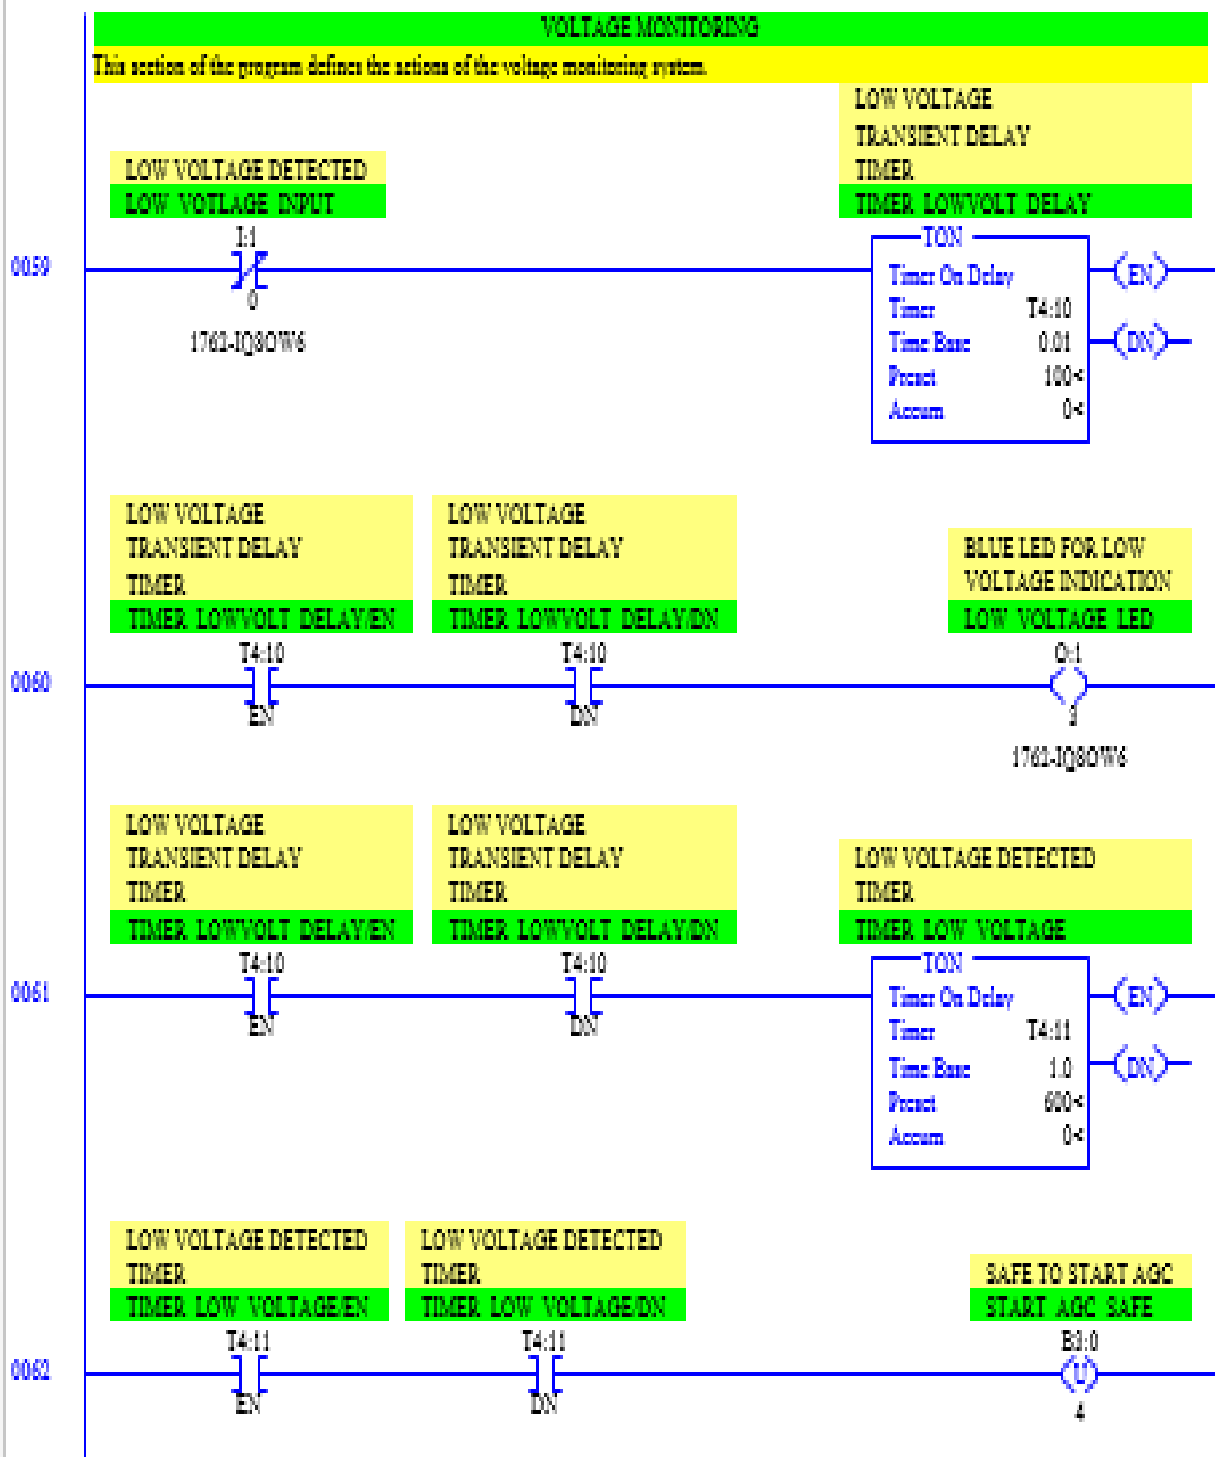 VOLTAGE MONITORING
This section of the program defines the actions of the voltage monitoring system.
LOW VOLTAGE
TRANSIENT DELAY
TIMER
TIMER_LOWVOLT_DELAY
LOW VOLTAGE DETECTED
LOW_VOTLAGE_INPUT
I:1
TON
0059
Timer On Delay
EN
0
Timer T4:10
1762-IQ8OW6
Time Base 0.01
DN
Preset 100<
Accum 0<
LOW VOLTAGE
TRANSIENT DELAY
TIMER
TIMER_LOWVOLT_DELAY/EN
T4:10
EN
LOW VOLTAGE
TRANSIENT DELAY
TIMER
TIMER_LOWVOLT_DELAY/DN
T4:10
DN
BLUE LED FOR LOW
VOLTAGE INDICATION
LOW_VOLTAGE_LED
O:1
0060
1762-IQ8OW6
LOW VOLTAGE
TRANSIENT DELAY
TIMER
TIMER_LOWVOLT_DELAY/EN
T4:10
EN
LOW VOLTAGE
TRANSIENT DELAY
TIMER
TIMER_LOWVOLT_DELAY/DN
T4:10
DN
LOW VOLTAGE DETECTED
TIMER
TIMER_LOW_VOLTAGE
TON
0061
Timer On Delay
EN
Timer T4:11
Time Base 1.0
DN
Preset 600<
Accum 0<
LOW VOLTAGE DETECTED
TIMER
TIMER_LOW_VOLTAGE/EN
T4:11
EN
LOW VOLTAGE DETECTED
TIMER
TIMER_LOW_VOLTAGE/DN
T4:11
DN
SAFE TO START AGC
START_AGC_SAFE
B3:0
0062
U
4